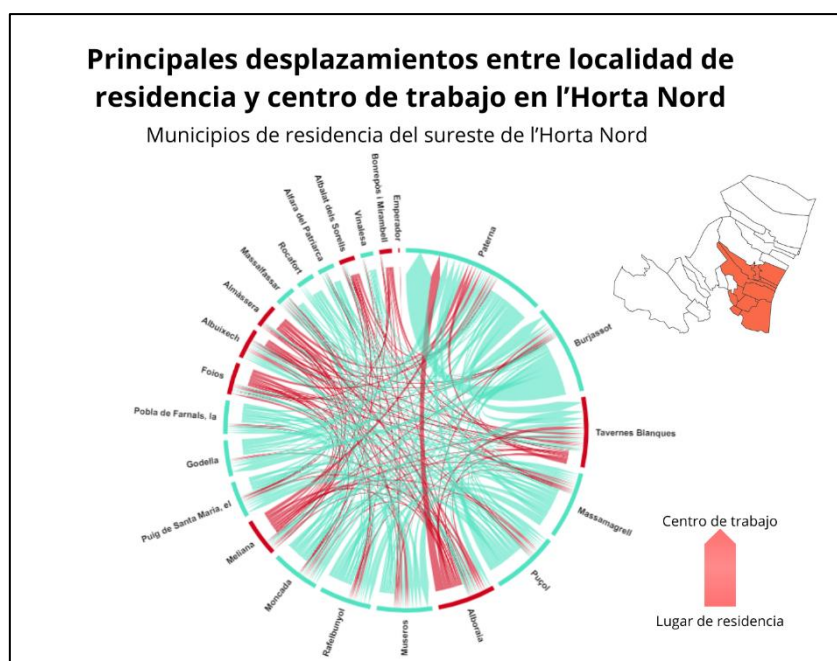 Principales desplazamientos entre localidad de
residencia y centro de trabajo en l’Horta Nord
Municipios de residencia del sureste de l’Horta Nord
Emperador
Bonrepòs i Mirambell
Vinalesa
Albalat dels Sorells
Alfara del Patriarca
Rocafort
Massalfassar
Almàssera
Albuixech
Foios
Pobla de Farnals, la
Godella
Puig de Santa Maria, el
Meliana
Moncada
Rafelbunyol
Museros
Alboraia
Puçol
Massamagrell
Tavernes Blanques
Burjassot
Paterna
Centro de trabajo
Lugar de residencia